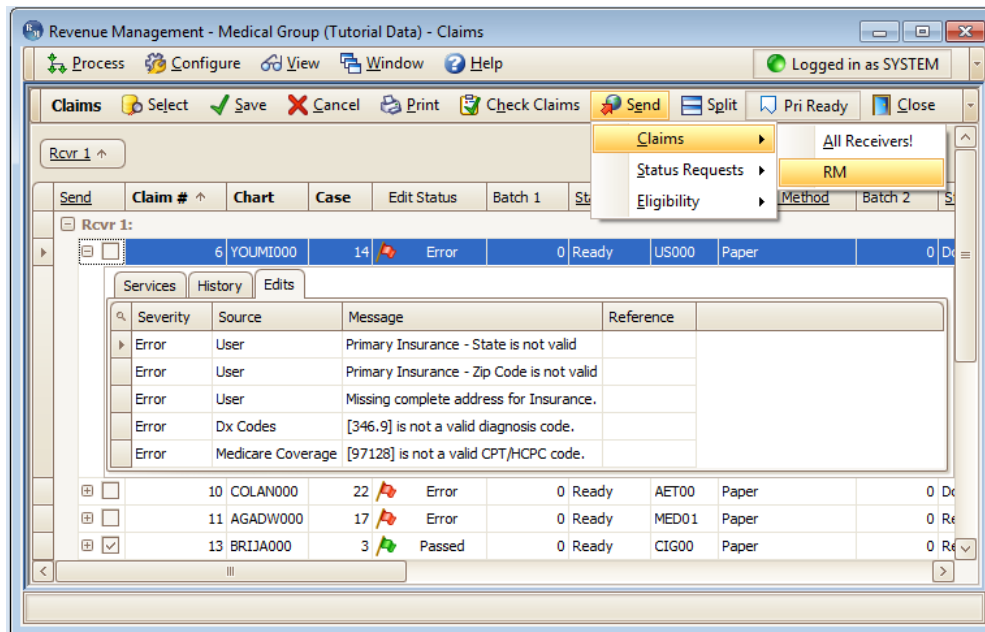 Revenue Management - Medical Group (Tutorial Data) - Claims
Process Configure View Window Help Logged in as SYSTEM
Claims Select Save Cancel Print Check Claims Send Split Pri Ready Close
Claims All Receivers!
Rcvr 1
Status Requests RM
Eligibility
Send Claim # Chart Case Edit Status Batch 1 Method Batch 2
Rcvr 1:
6 YOUMI000 14 Error 0 Ready US000 Paper 0
Services History Edits
Severity Source Message Reference
Error User Primary Insurance - State is not valid
Error User Primary Insurance - Zip Code is not valid
Error User Missing complete address for Insurance.
Error Dx Codes [346.9] is not a valid diagnosis code.
Error Medicare Coverage [97128] is not a valid CPT/HCPC code.
10 COLAN000 22 Error 0 Ready AET00 Paper 0
11 AGADW000 17 Error 0 Ready MED01 Paper 0
13 BRIJA000 3 Passed 0 Ready CIG00 Paper 0